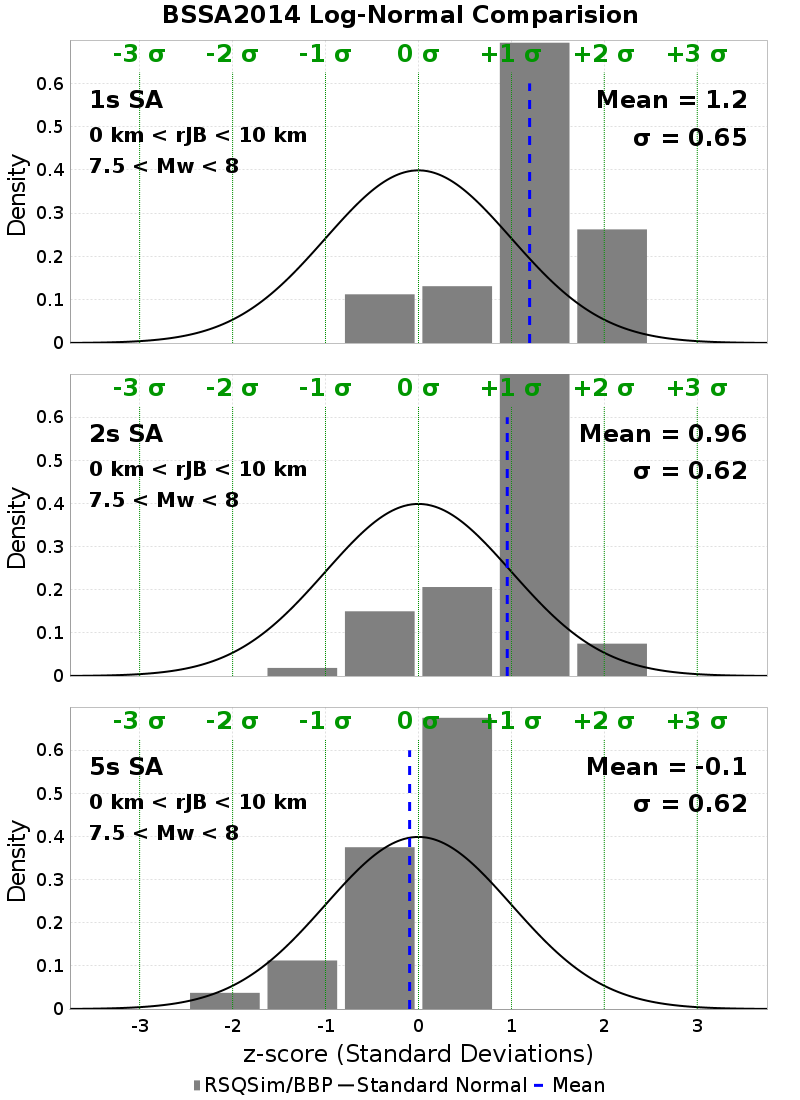 BSSA2014 Log-Normal Comparision
-3 σ -2 σ -1 σ 0 σ +1 σ +2 σ +3 σ
1s SA
0 km < rJB < 10 km
7.5 < Mw < 8
Mean = 1.2
σ = 0.65
Density
0.6
0.5
0.4
0.3
0.2
0.1
0
-3 σ -2 σ -1 σ 0 σ +1 σ +2 σ +3 σ
2s SA
0 km < rJB < 10 km
7.5 < Mw < 8
Mean = 0.96
σ = 0.62
Density
0.6
0.5
0.4
0.3
0.2
0.1
0
-3 σ -2 σ -1 σ 0 σ +1 σ +2 σ +3 σ
5s SA
0 km < rJB < 10 km
7.5 < Mw < 8
Mean = -0.1
σ = 0.62
Density
0.6
0.5
0.4
0.3
0.2
0.1
0
-3 -2 -1 0 1 2 3
z-score (Standard Deviations)
RSQSim/BBP Standard Normal Mean